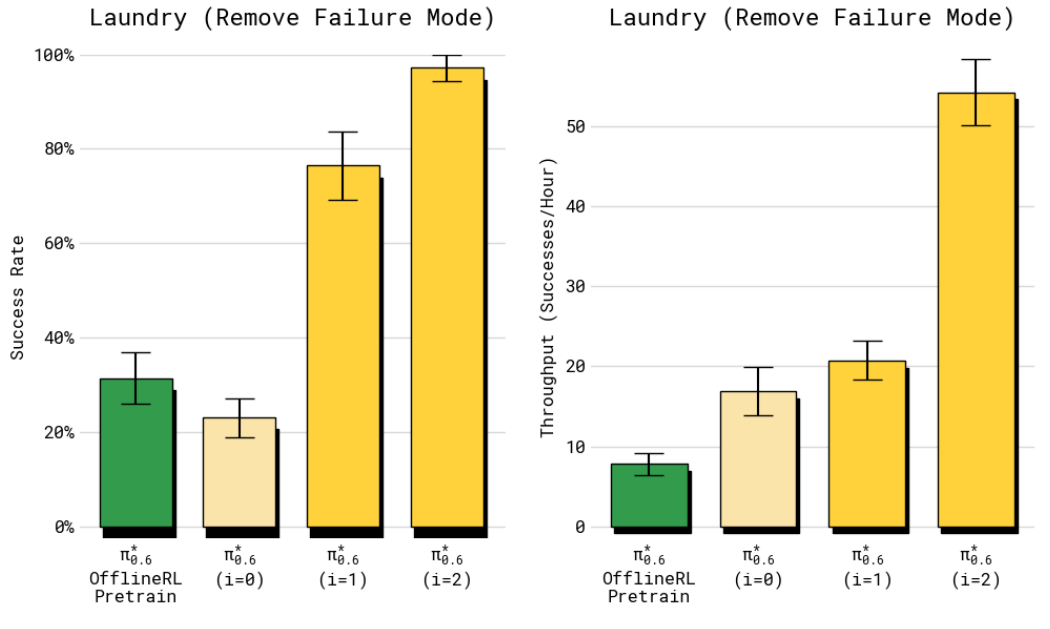 Laundry (Remove Failure Mode)
Success Rate
100%
80%
60%
40%
20%
0%
π*0.6
OfflineRL
Pretrain
π*0.6
(i=0)
π*0.6
(i=1)
π*0.6
(i=2)
Laundry (Remove Failure Mode)
Throughput (Successes/Hour)
50
40
30
20
10
0
π*0.6
OfflineRL
Pretrain
π*0.6
(i=0)
π*0.6
(i=1)
π*0.6
(i=2)